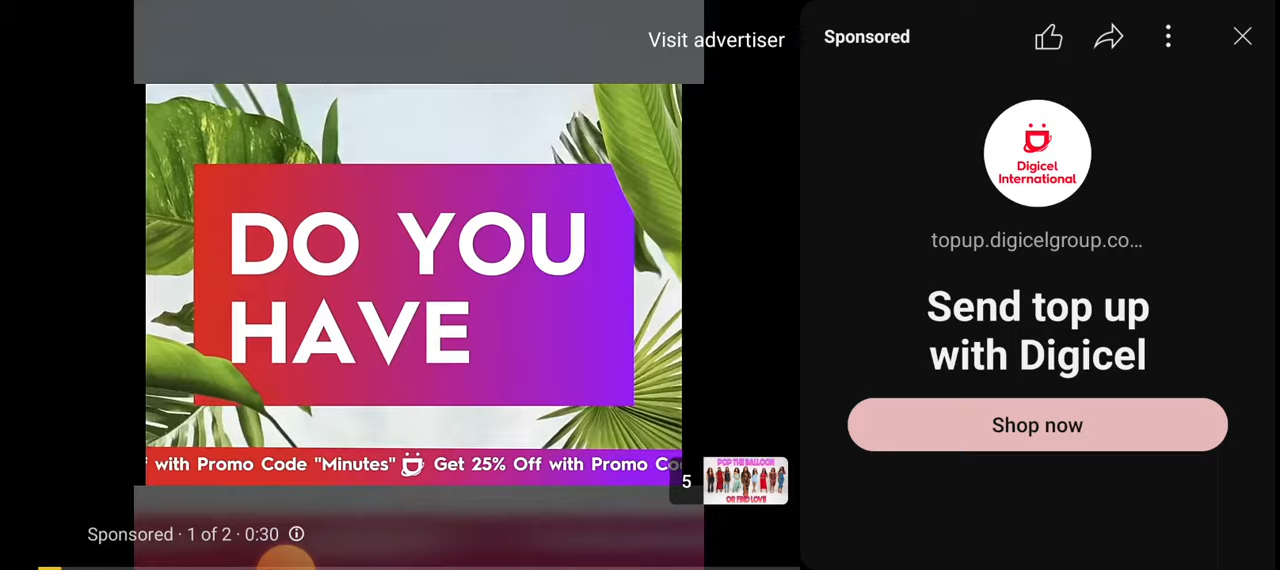 Visit advertiser
DO YOU
HAVE
with Promo Code "Minutes" Get 25% Off with Promo
5
POP THE BALLOON
OR FIND LOVE
Sponsored · 1 of 2 · 0:30
Sponsored
Digicel
International
topup.digicelgroup.co...
Send top up
with Digicel
Shop now